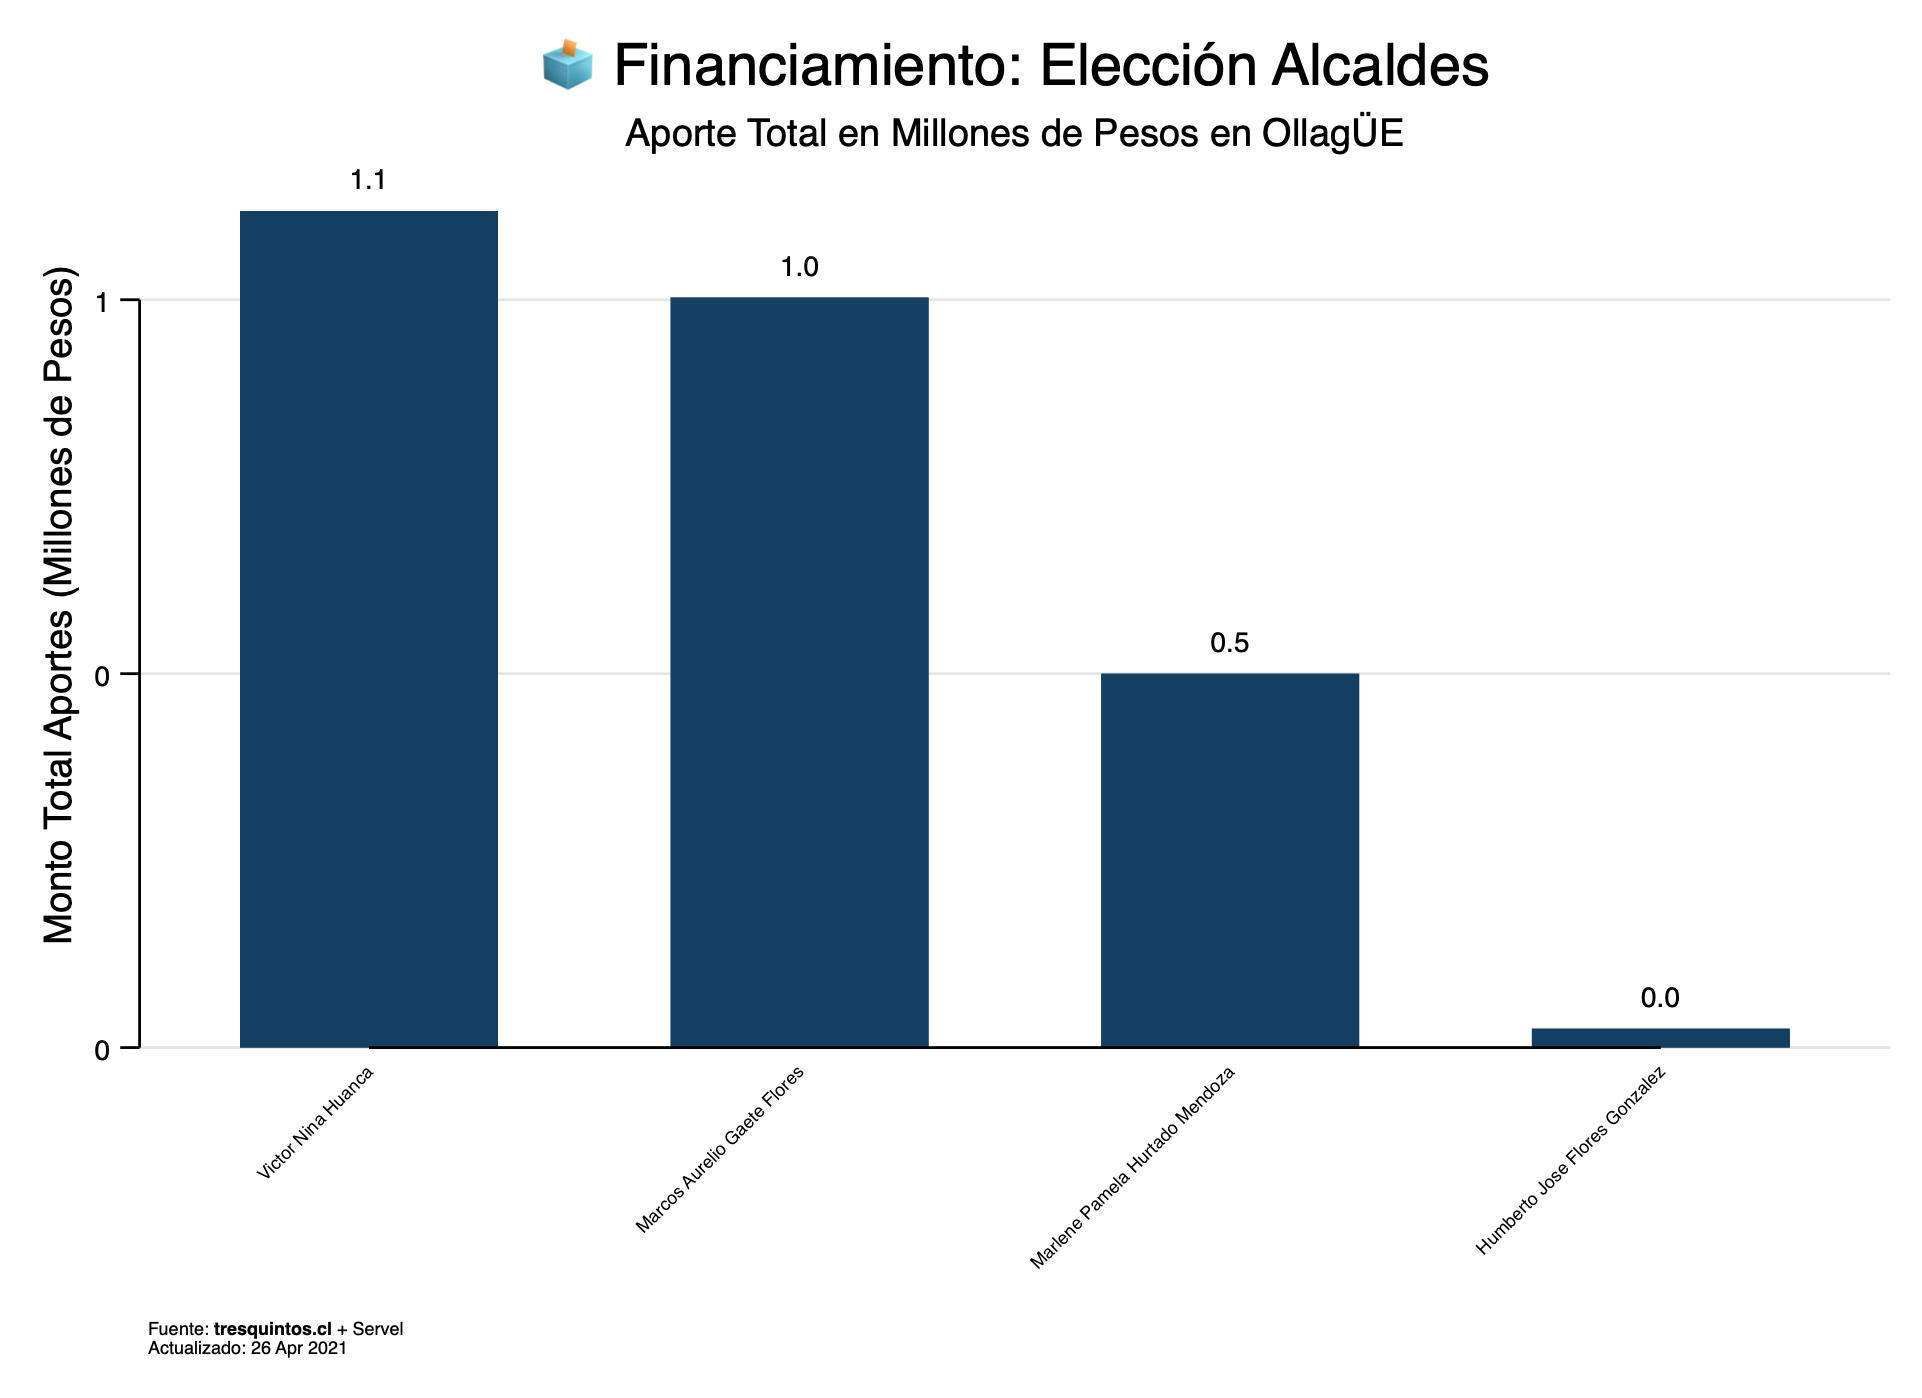 Financiamiento: Elección Alcaldes
Aporte Total en Millones de Pesos en OllagÜE
Monto Total Aportes (Millones de Pesos)
1
0
0
1.1
1.0
0.5
0.0
Victor Nina Huanca
Marcos Aurelio Gaete Flores
Marlene Pamela Hurtado Mendoza
Humberto Jose Flores Gonzalez
Fuente: tresquintos.cl + Servel
Actualizado: 26 Apr 2021